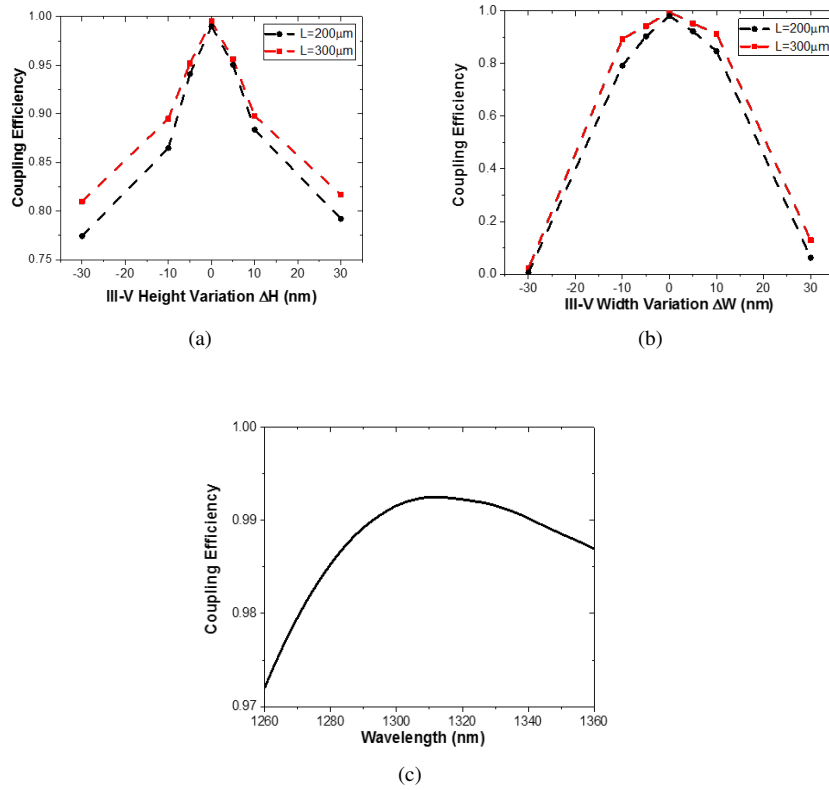 1.00
0.95
0.90
0.85
0.80
0.75
Coupling Efficiency
L=200μm
L=300μm
-30 -20 -10 0 10 20 30
III-V Height Variation ΔH (nm)
(a)
1.0
0.8
0.6
0.4
0.2
0.0
Coupling Efficiency
L=200μm
L=300μm
-30 -20 -10 0 10 20 30
III-V Width Variation ΔW (nm)
(b)
1.00
0.99
0.98
0.97
Coupling Efficiency
1260 1280 1300 1320 1340 1360
Wavelength (nm)
(c)